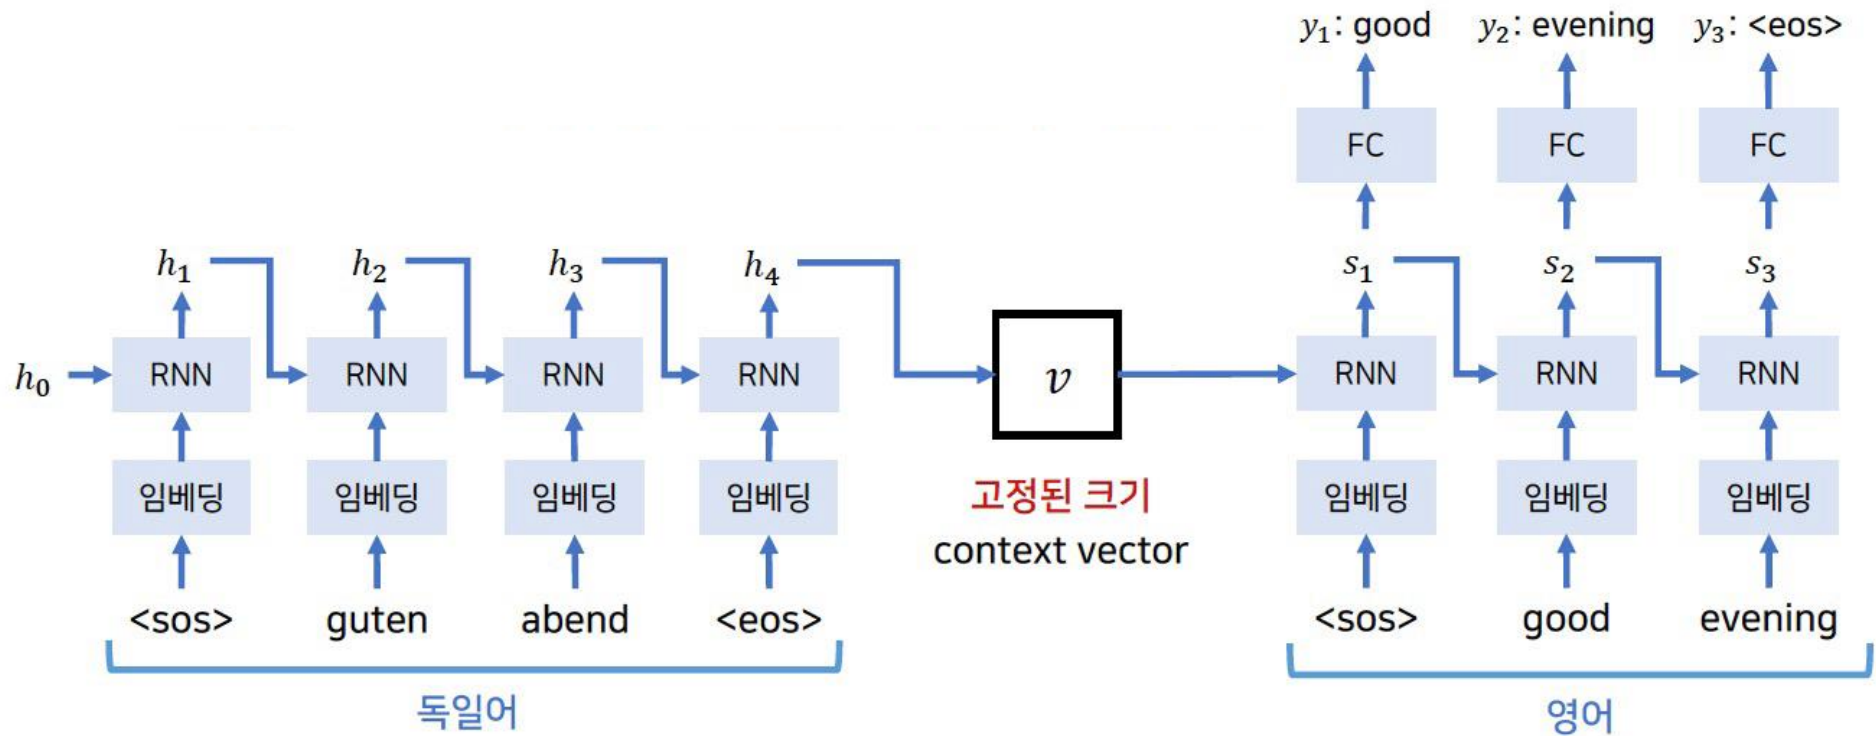 y₁: good y₂: evening y₃: <eos>
FC FC FC
h₁ h₂ h₃ h₄ s₁ s₂ s₃
h₀ RNN RNN RNN RNN v RNN RNN RNN
임베딩 임베딩 임베딩 임베딩 고정된 크기 임베딩 임베딩 임베딩
context vector
<sos> guten abend <eos> <sos> good evening
독일어 영어